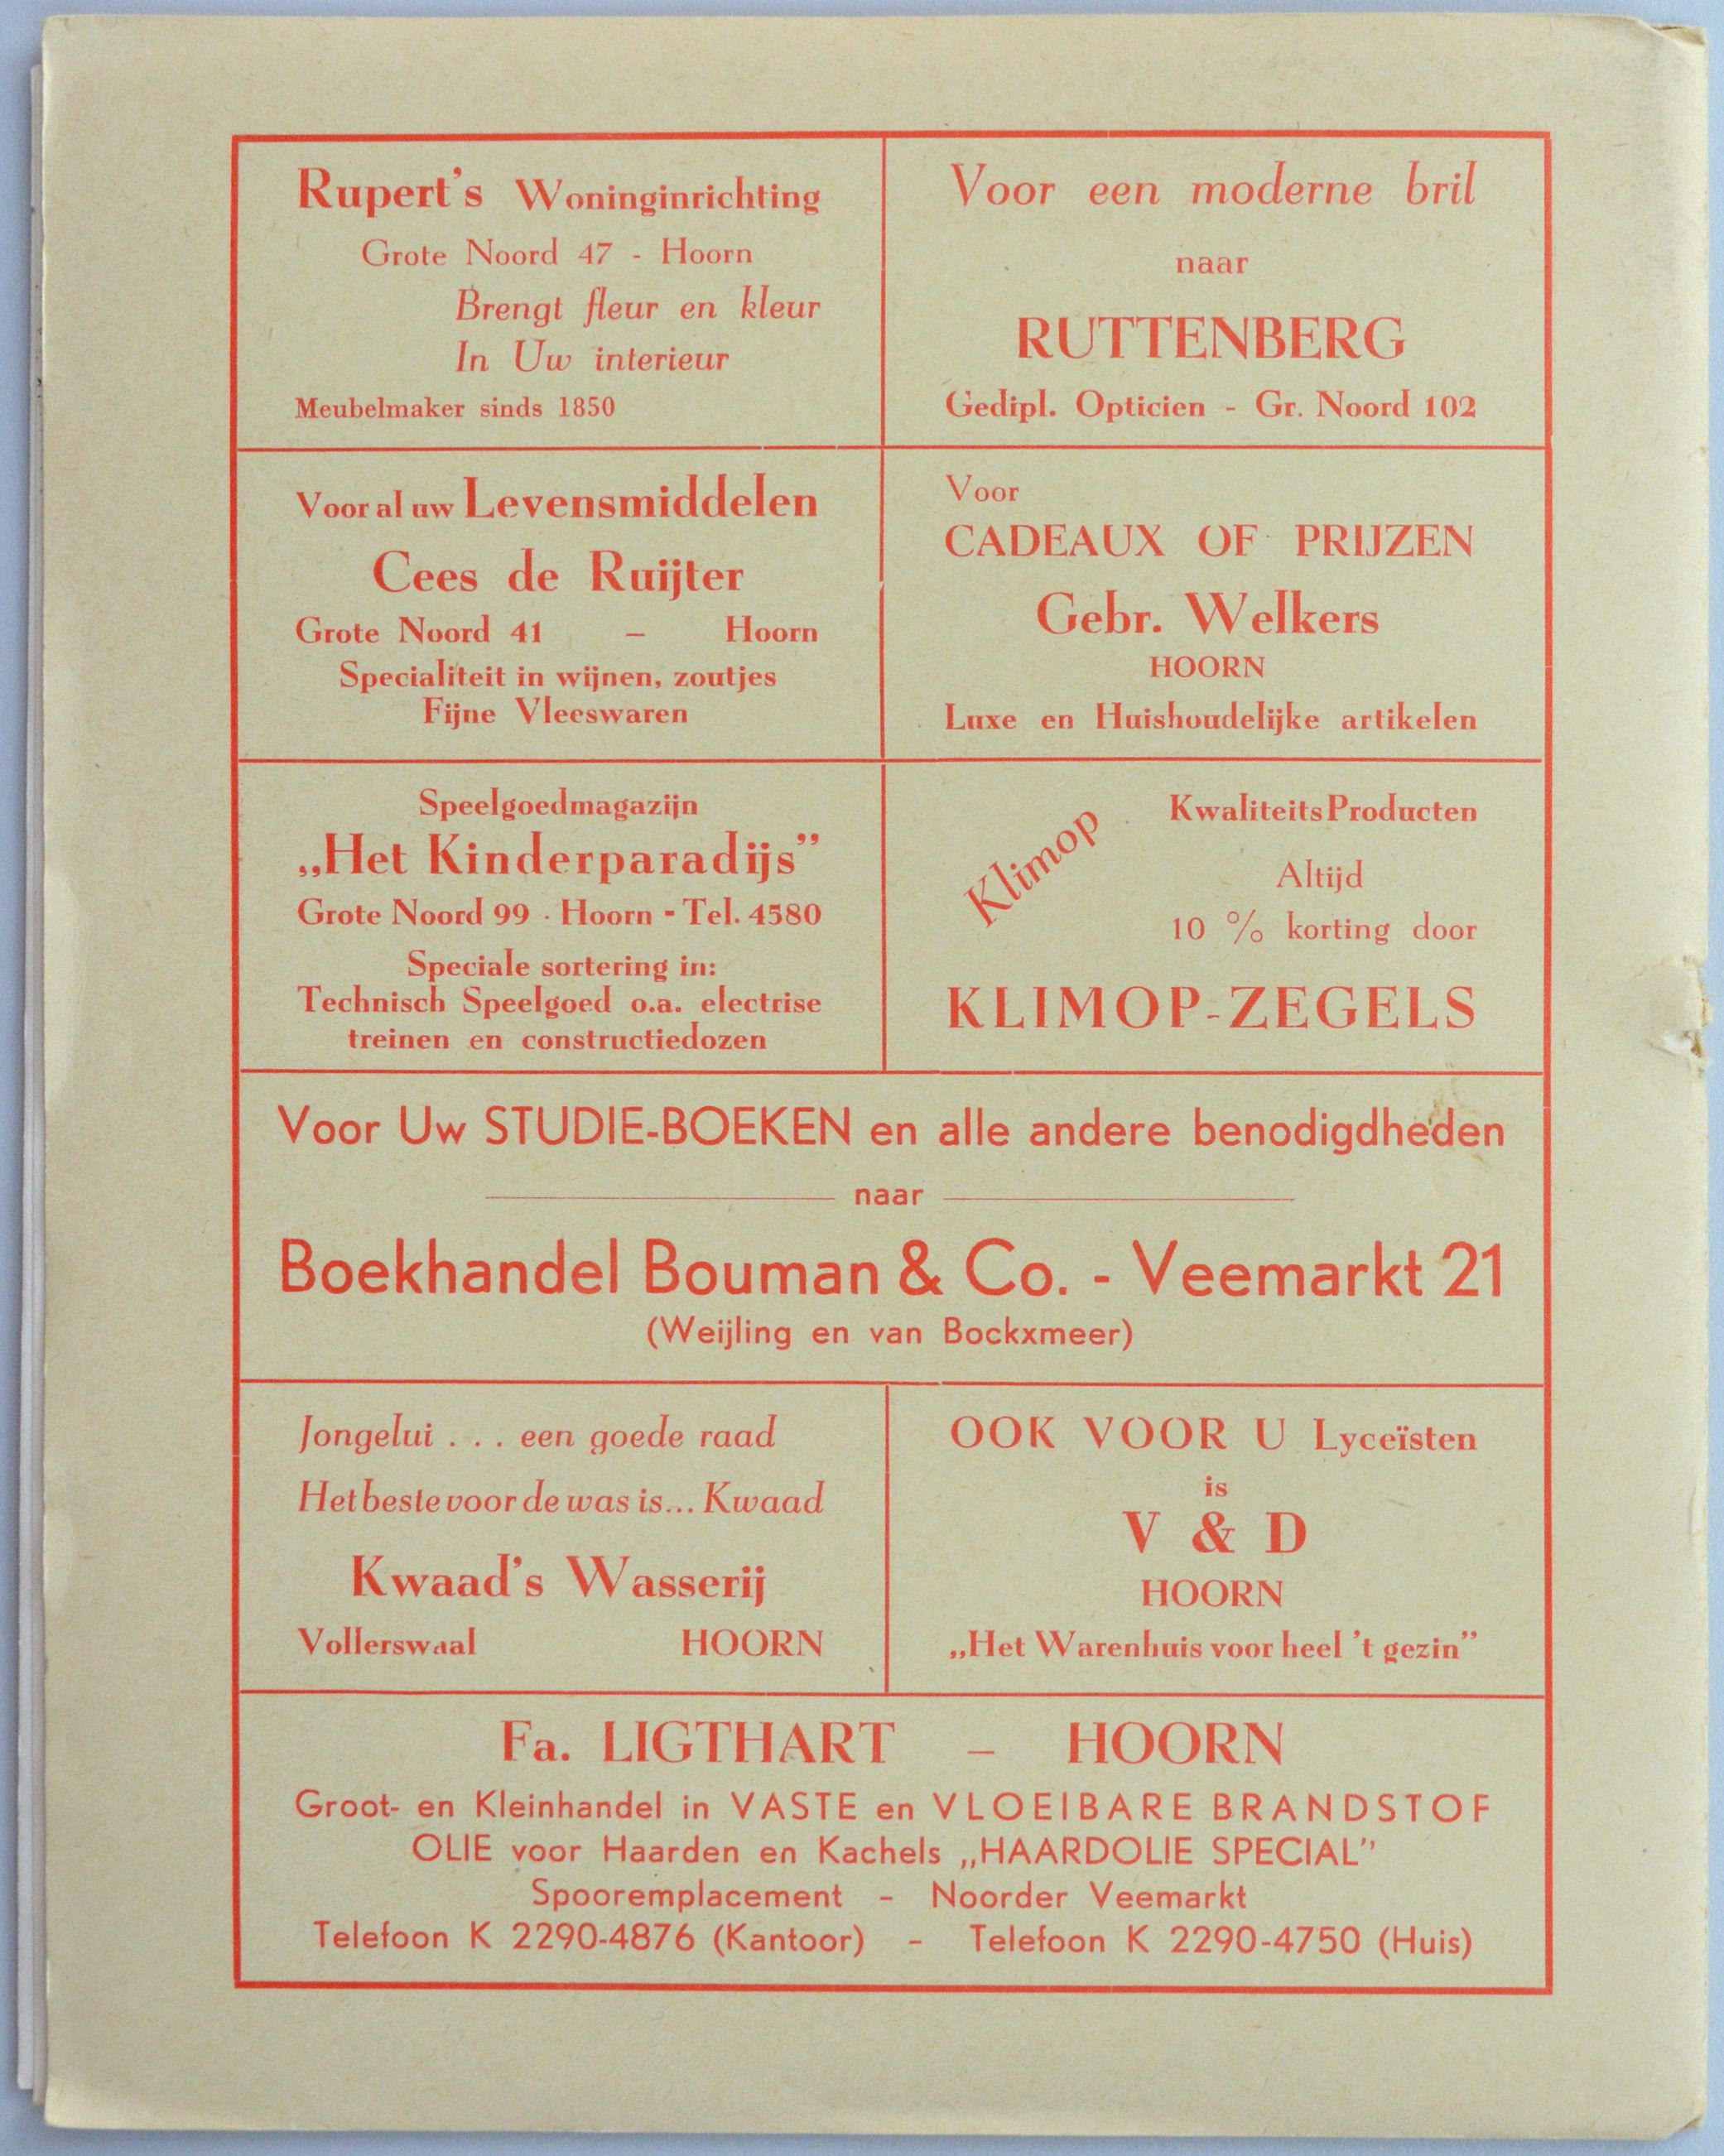 Rupert's Woninginrichting
Grote Noord 47 - Hoorn
Brengt fleur en kleur
In Uw interieur
Meubelmaker sinds 1850
Voor een moderne bril
naar
RUTTENBERG
Gedipl. Opticien - Gr. Noord 102
Voor al uw Levensmiddelen
Cees de Ruijter
Grote Noord 41 – Hoorn
Specialiteit in wijnen, zoutjes
Fijne Vleeswaren
Voor
CADEAUX OF PRIJZEN
Gebr. Welkers
HOORN
Luxe en Huishoudelijke artikelen
Speelgoedmagazijn
„Het Kinderparadijs”
Grote Noord 99 - Hoorn - Tel. 4580
Speciale sortering in:
Technisch Speelgoed o.a. electrise
treinen en constructiedozen
Klimop
KwaliteitsProducten
Altijd
10 % korting door
KLIMOP-ZEGELS
Voor Uw STUDIE-BOEKEN en alle andere benodigdheden
naar
Boekhandel Bouman & Co. - Veemarkt 21
(Weijling en van Bockxmeer)
Jongelui . . . een goede raad
Het beste voor de was is... Kwaad
Kwaad's Wasserij
Vollerswaal HOORN
OOK VOOR U Lyceïsten
is
V & D
HOORN
„Het Warenhuis voor heel 't gezin”
Fa. LIGTHART – HOORN
Groot- en Kleinhandel in VASTE en VLOEIBARE BRANDSTOF
OLIE voor Haarden en Kachels „HAARDOLIE SPECIAL”
Spooremplacement - Noorder Veemarkt
Telefoon K 2290-4876 (Kantoor) - Telefoon K 2290-4750 (Huis)